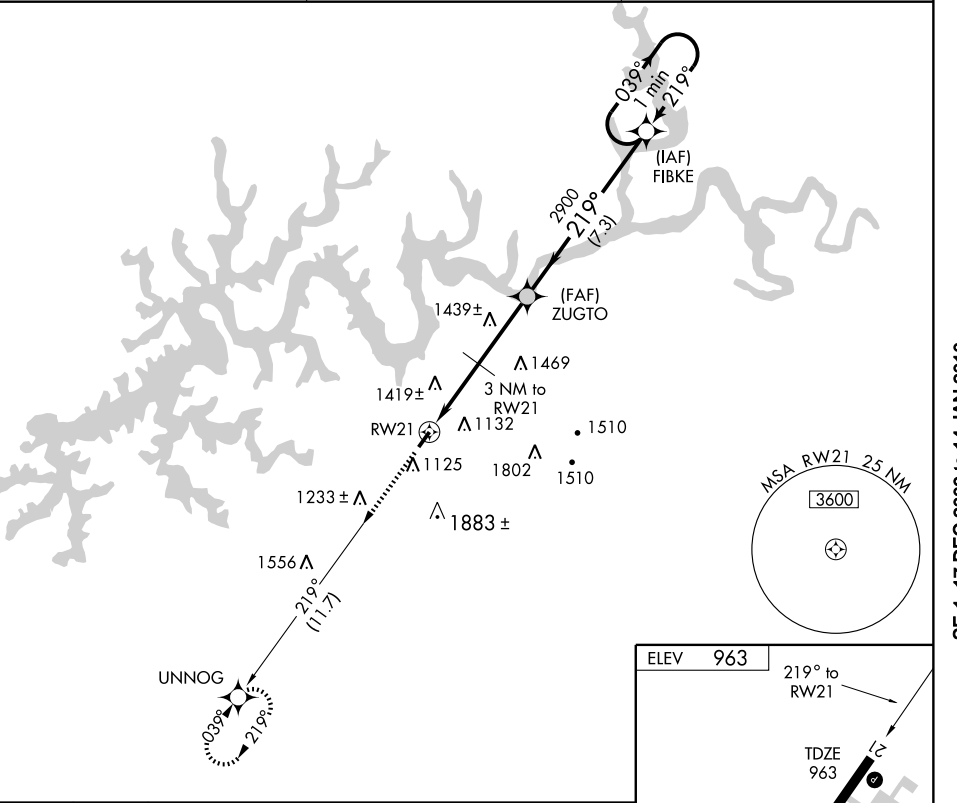 039°
1 min
219°
(IAF)
FIBKE
2900
219°
(7.3)
(FAF)
ZUGTO
1439±
1469
3 NM to
RW21
1419±
RW21
1132
1510
1125
1802
1510
1233 ±
1883 ±
1556
219°
(11.7)
UNNOG
039°
219°
MSA RW21 25 NM
3600
ELEV 963
219° to
RW21
21
TDZE
963
P